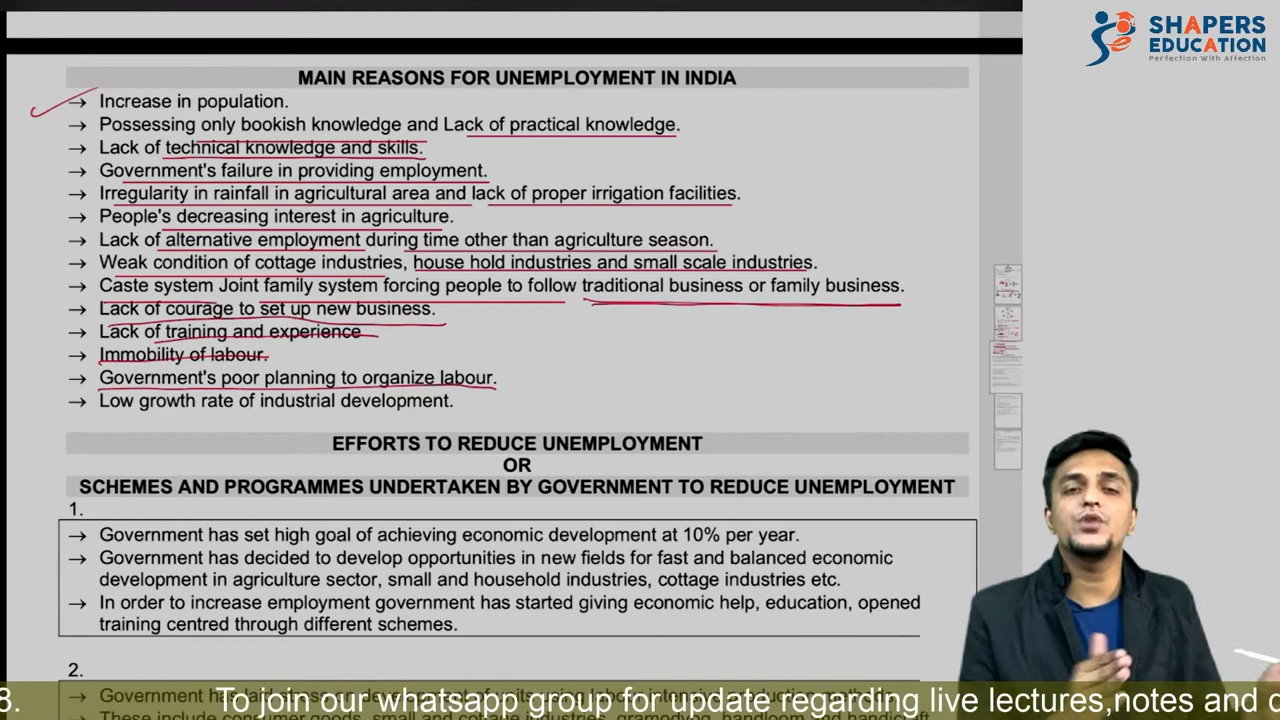 SHAPERS
EDUCATION
Perfection With Affection
MAIN REASONS FOR UNEMPLOYMENT IN INDIA
→ Increase in population.
→ Possessing only bookish knowledge and Lack of practical knowledge.
→ Lack of technical knowledge and skills.
→ Government's failure in providing employment.
→ Irregularity in rainfall in agricultural area and lack of proper irrigation facilities.
→ People's decreasing interest in agriculture.
→ Lack of alternative employment during time other than agriculture season.
→ Weak condition of cottage industries, house hold industries and small scale industries.
→ Caste system Joint family system forcing people to follow traditional business or family business.
→ Lack of courage to set up new business.
→ Lack of training and experience
→ Immobility of labour.
→ Government's poor planning to organize labour.
→ Low growth rate of industrial development.
EFFORTS TO REDUCE UNEMPLOYMENT
OR
SCHEMES AND PROGRAMMES UNDERTAKEN BY GOVERNMENT TO REDUCE UNEMPLOYMENT
1.
→ Government has set high goal of achieving economic development at 10% per year.
→ Government has decided to develop opportunities in new fields for fast and balanced economic
development in agriculture sector, small and household industries, cottage industries etc.
→ In order to increase employment government has started giving economic help, education, opened
training centred through different schemes.
2.
→ Government has
8. To join our whatsapp group for update regarding live lectures,notes and